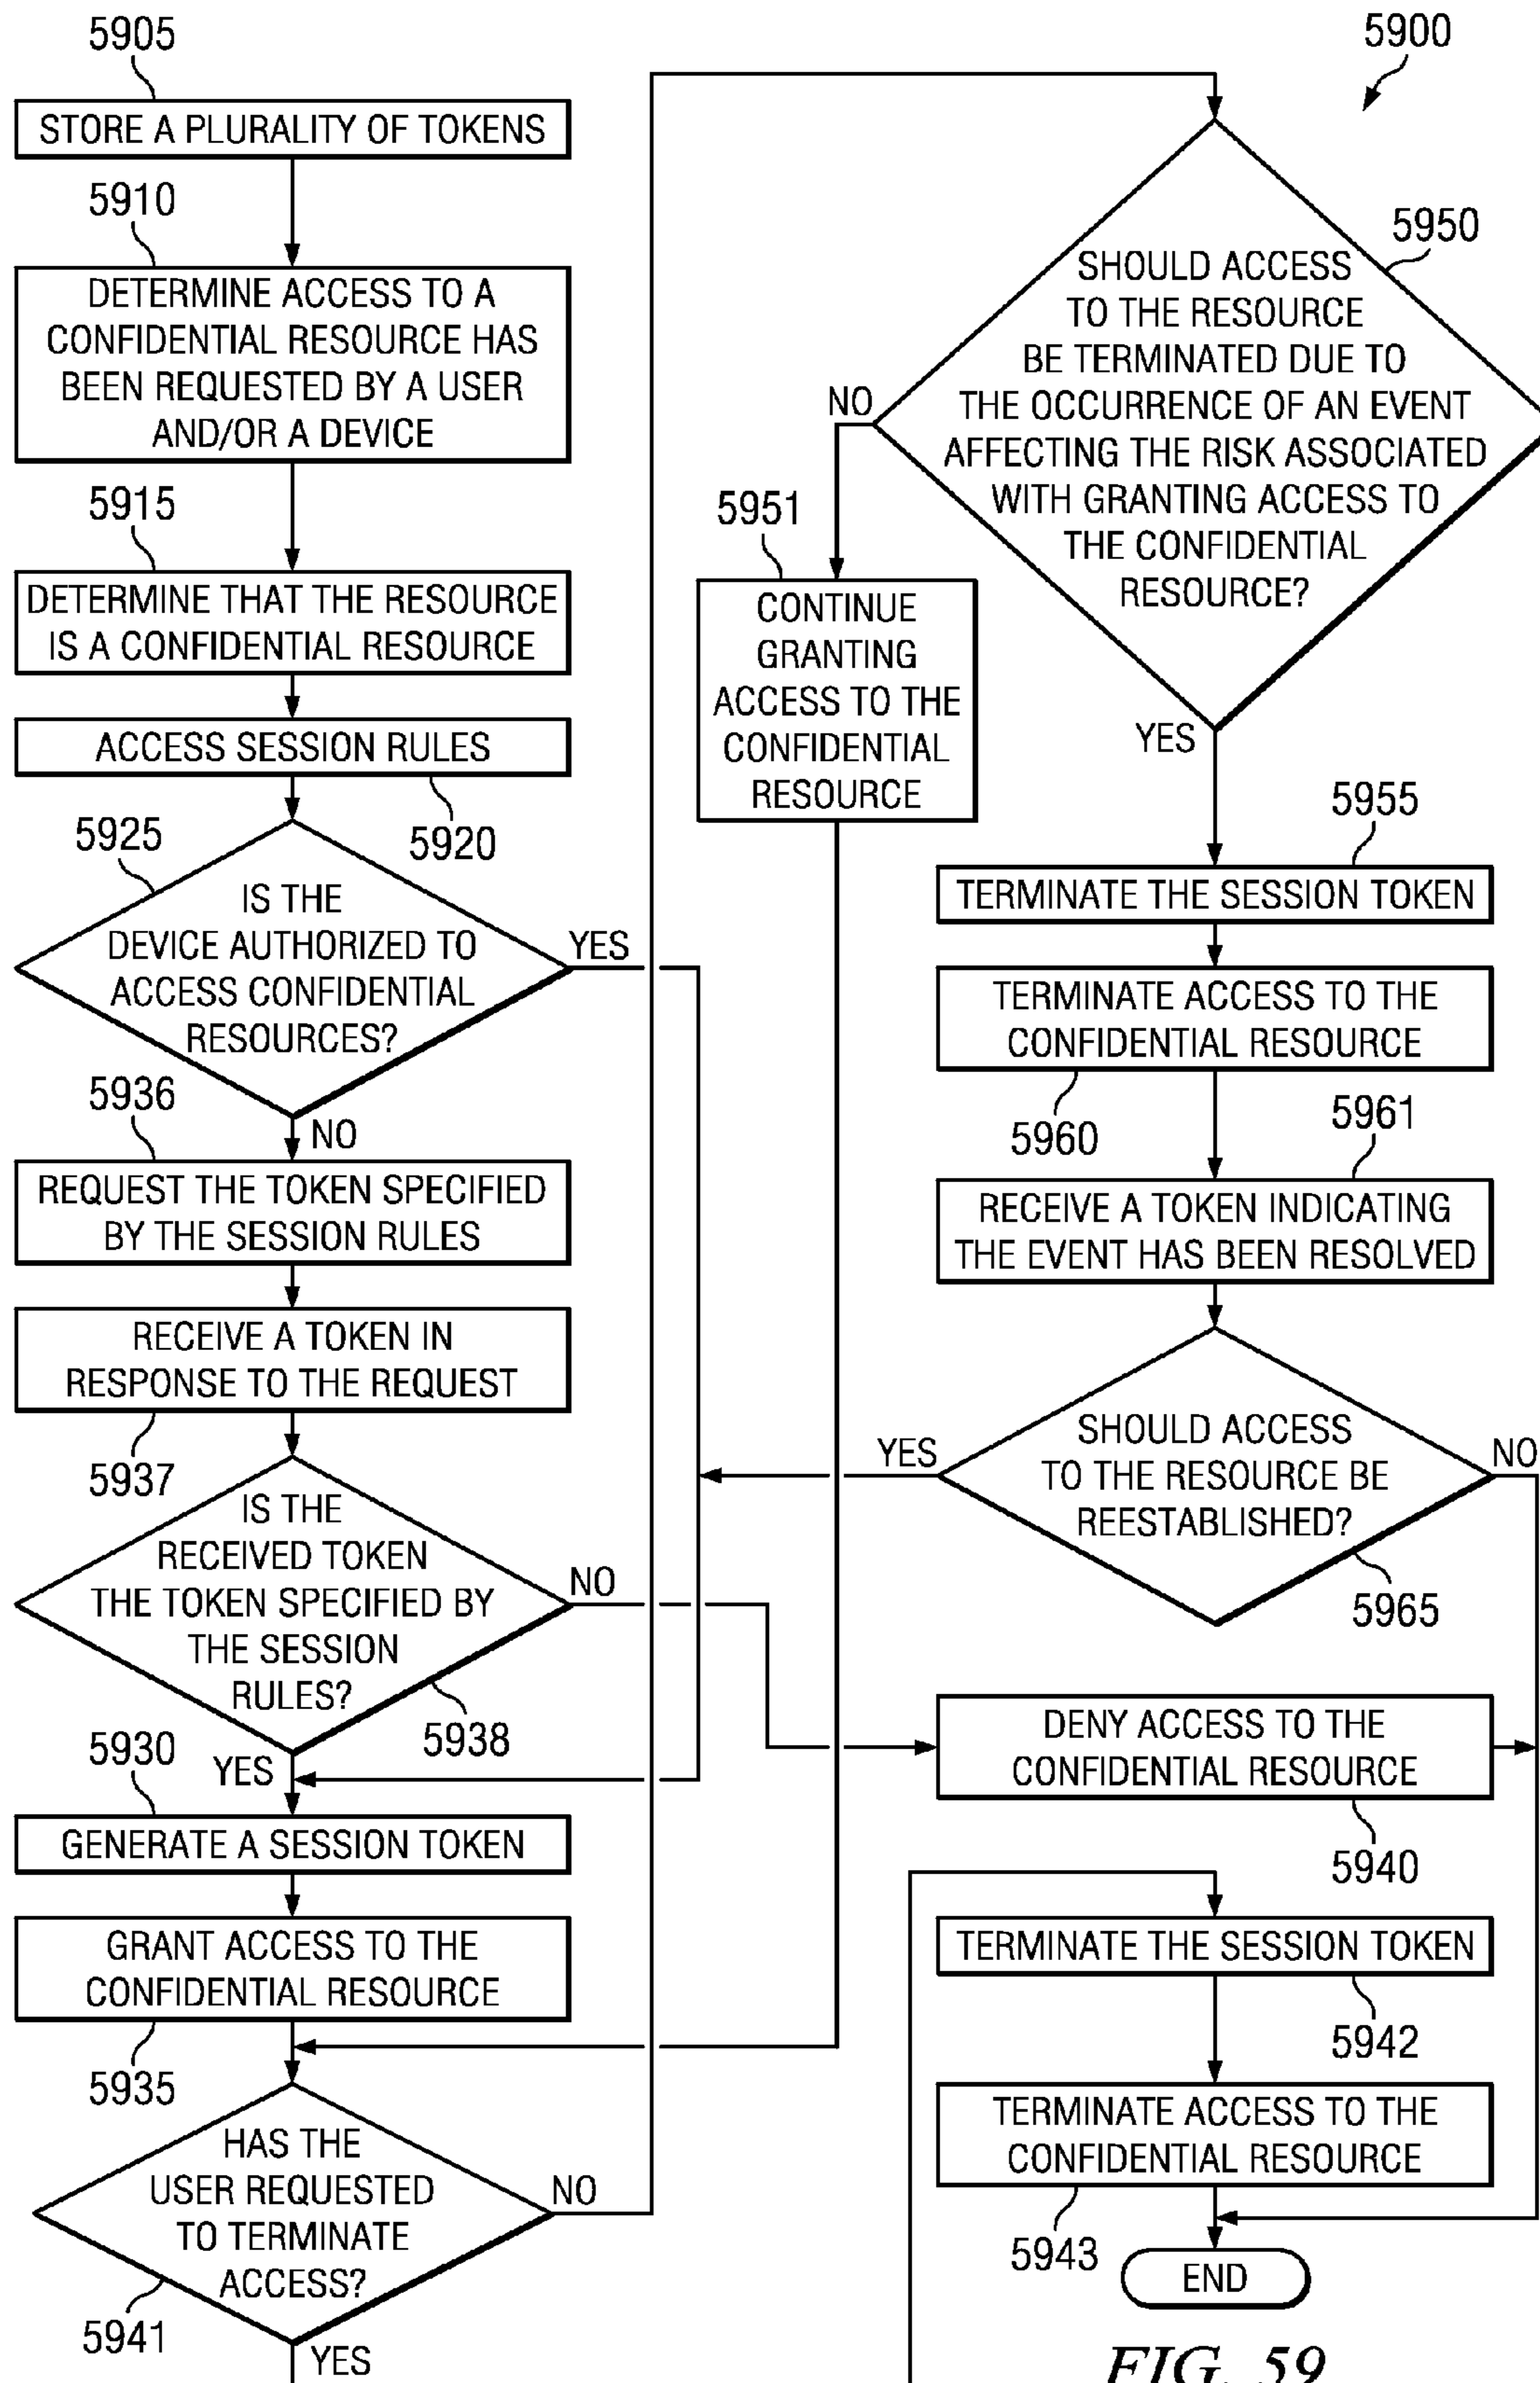 5905
STORE A PLURALITY OF TOKENS
5910
DETERMINE ACCESS TO A
CONFIDENTIAL RESOURCE HAS
BEEN REQUESTED BY A USER
AND/OR A DEVICE
5915
DETERMINE THAT THE RESOURCE
IS A CONFIDENTIAL RESOURCE
ACCESS SESSION RULES
5920
5925
IS THE
DEVICE AUTHORIZED TO
ACCESS CONFIDENTIAL
RESOURCES?
YES
NO
5936
REQUEST THE TOKEN SPECIFIED
BY THE SESSION RULES
RECEIVE A TOKEN IN
RESPONSE TO THE REQUEST
5937
IS THE
RECEIVED TOKEN
THE TOKEN SPECIFIED BY
THE SESSION
RULES?
NO
5938
YES
5930
GENERATE A SESSION TOKEN
GRANT ACCESS TO THE
CONFIDENTIAL RESOURCE
5935
HAS THE
USER REQUESTED
TO TERMINATE
ACCESS?
NO
5941
YES
5900
5950
SHOULD ACCESS
TO THE RESOURCE
BE TERMINATED DUE TO
THE OCCURRENCE OF AN EVENT
AFFECTING THE RISK ASSOCIATED
WITH GRANTING ACCESS TO
THE CONFIDENTIAL
RESOURCE?
NO
5951
CONTINUE
GRANTING
ACCESS TO THE
CONFIDENTIAL
RESOURCE
YES
5955
TERMINATE THE SESSION TOKEN
TERMINATE ACCESS TO THE
CONFIDENTIAL RESOURCE
5960
5961
RECEIVE A TOKEN INDICATING
THE EVENT HAS BEEN RESOLVED
SHOULD ACCESS
TO THE RESOURCE BE
REESTABLISHED?
YES
NO
5965
DENY ACCESS TO THE
CONFIDENTIAL RESOURCE
5940
TERMINATE THE SESSION TOKEN
5942
TERMINATE ACCESS TO THE
CONFIDENTIAL RESOURCE
5943
END
FIG. 59